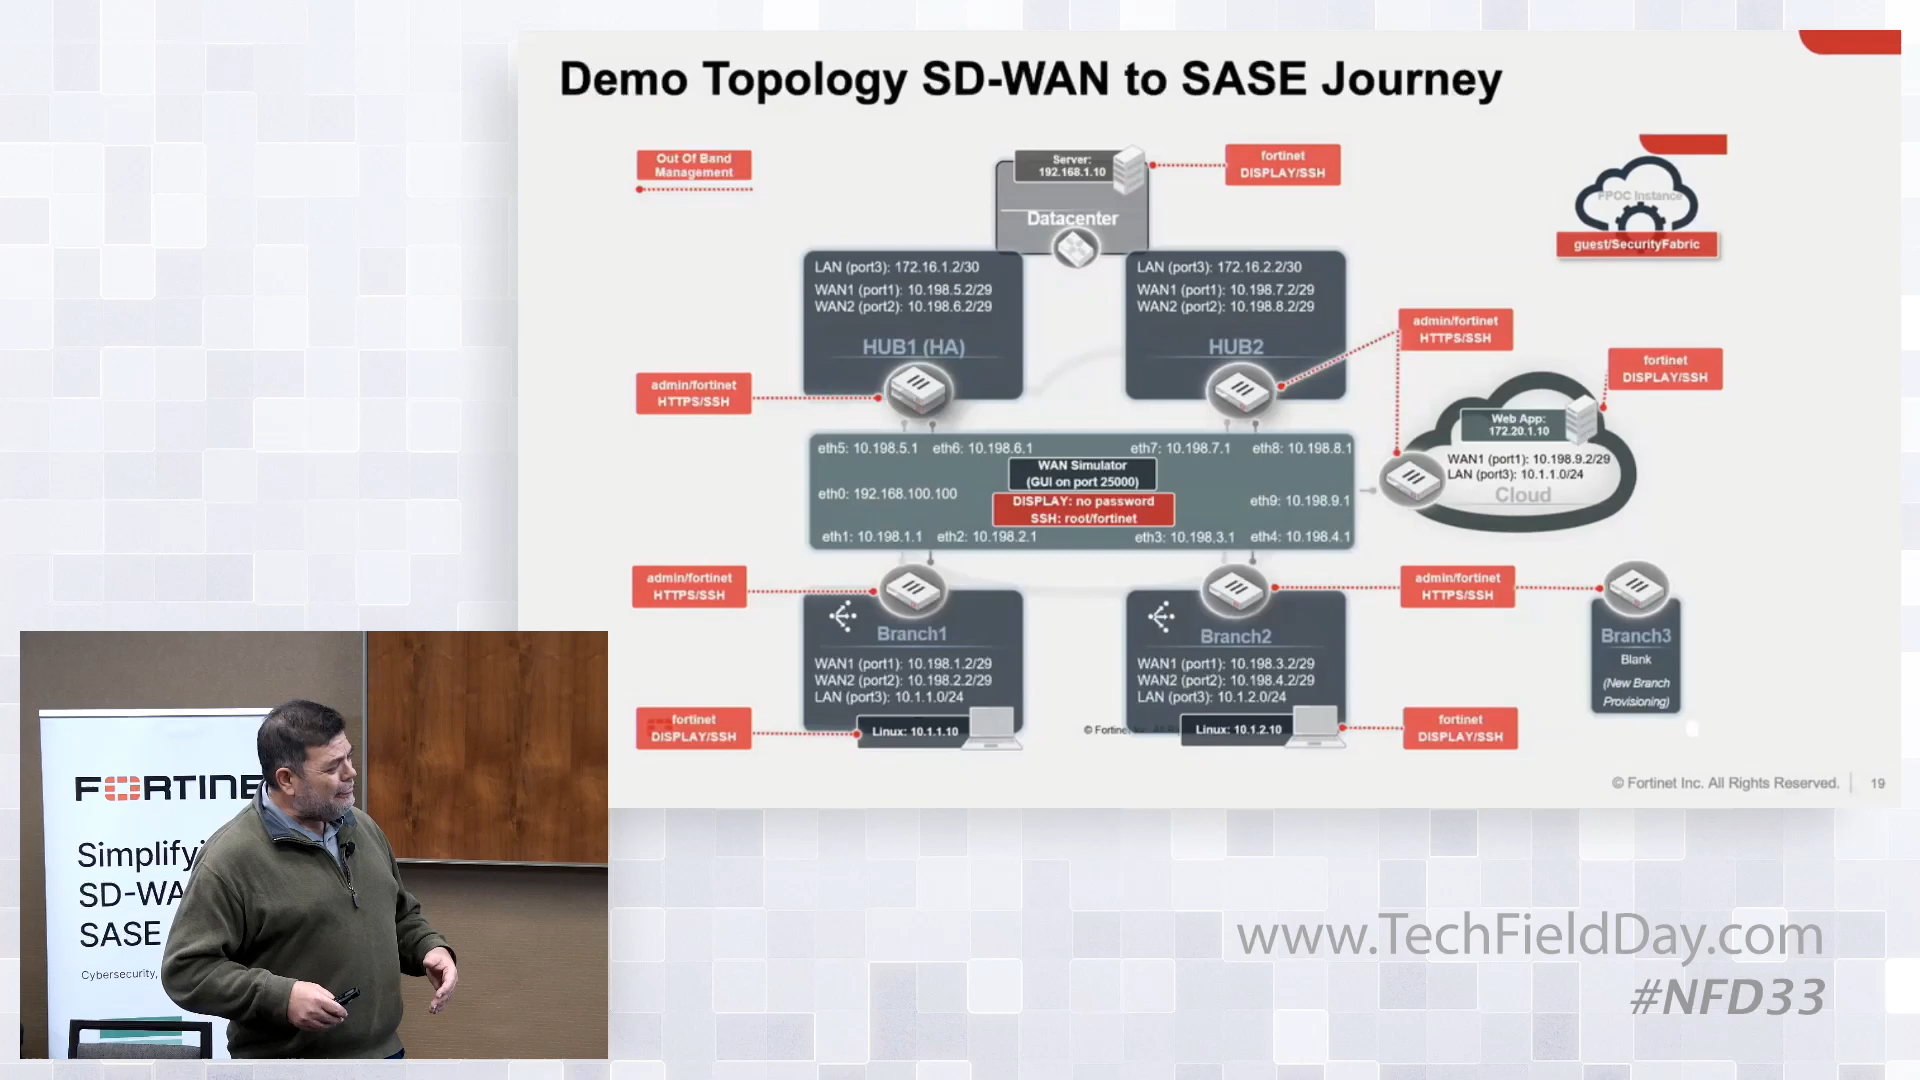 Demo Topology SD-WAN to SASE Journey
Out Of Band
Management
Server:
192.168.1.10
Datacenter
fortinet
DISPLAY/SSH
FPOC Instance
guest/SecurityFabric
LAN (port3): 172.16.1.2/30
WAN1 (port1): 10.198.5.2/29
WAN2 (port2): 10.198.6.2/29
HUB1 (HA)
LAN (port3): 172.16.2.2/30
WAN1 (port1): 10.198.7.2/29
WAN2 (port2): 10.198.8.2/29
HUB2
admin/fortinet
HTTPS/SSH
admin/fortinet
HTTPS/SSH
fortinet
DISPLAY/SSH
Web App:
172.20.1.10
WAN1 (port1): 10.198.9.2/29
LAN (port3): 10.1.1.0/24
Cloud
eth5: 10.198.5.1
eth6: 10.198.6.1
eth7: 10.198.7.1
eth8: 10.198.8.1
WAN Simulator
(GUI on port 25000)
eth0: 192.168.100.100
DISPLAY: no password
SSH: root/fortinet
eth9: 10.198.9.1
eth1: 10.198.1.1
eth2: 10.198.2.1
eth3: 10.198.3.1
eth4: 10.198.4.1
admin/fortinet
HTTPS/SSH
admin/fortinet
HTTPS/SSH
Branch1
WAN1 (port1): 10.198.1.2/29
WAN2 (port2): 10.198.2.2/29
LAN (port3): 10.1.1.0/24
Linux: 10.1.1.10
fortinet
DISPLAY/SSH
Branch2
WAN1 (port1): 10.198.3.2/29
WAN2 (port2): 10.198.4.2/29
LAN (port3): 10.1.2.0/24
Linux: 10.1.2.10
fortinet
DISPLAY/SSH
Branch3
Blank
(New Branch
Provisioning)
© Fortinet Inc. All Rights Reserved.
19
FORTINE
Simplifyi
SD-WA
SASE
Cybersecurity,
www.TechFieldDay.com
#NFD33